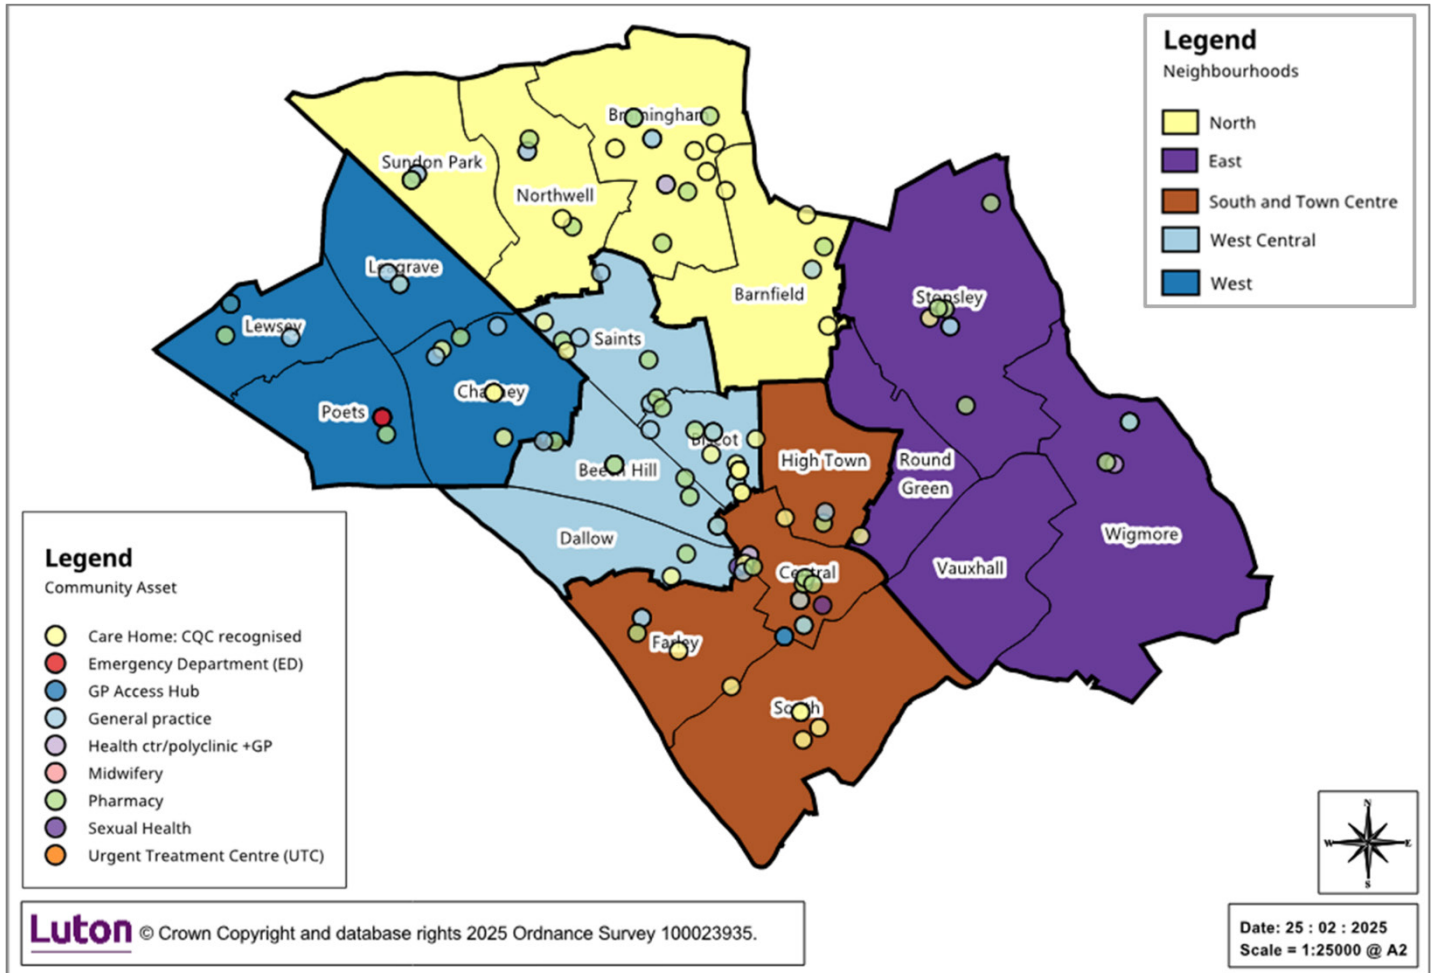 Legend
Neighbourhoods
North
East
South and Town Centre
West Central
West
Bramingham
Sundon Park
Northwell
Leagrave
Lewsey
Barnfield
Stopsley
Saints
Challney
Poets
Biscot
High Town
Round
Green
Beech Hill
Dallow
Wigmore
Vauxhall
Central
Farley
South
Legend
Community Asset
Care Home: CQC recognised
Emergency Department (ED)
GP Access Hub
General practice
Health ctr/polyclinic +GP
Midwifery
Pharmacy
Sexual Health
Urgent Treatment Centre (UTC)
N
W E
S
Luton © Crown Copyright and database rights 2025 Ordnance Survey 100023935.
Date: 25 : 02 : 2025
Scale = 1:25000 @ A2